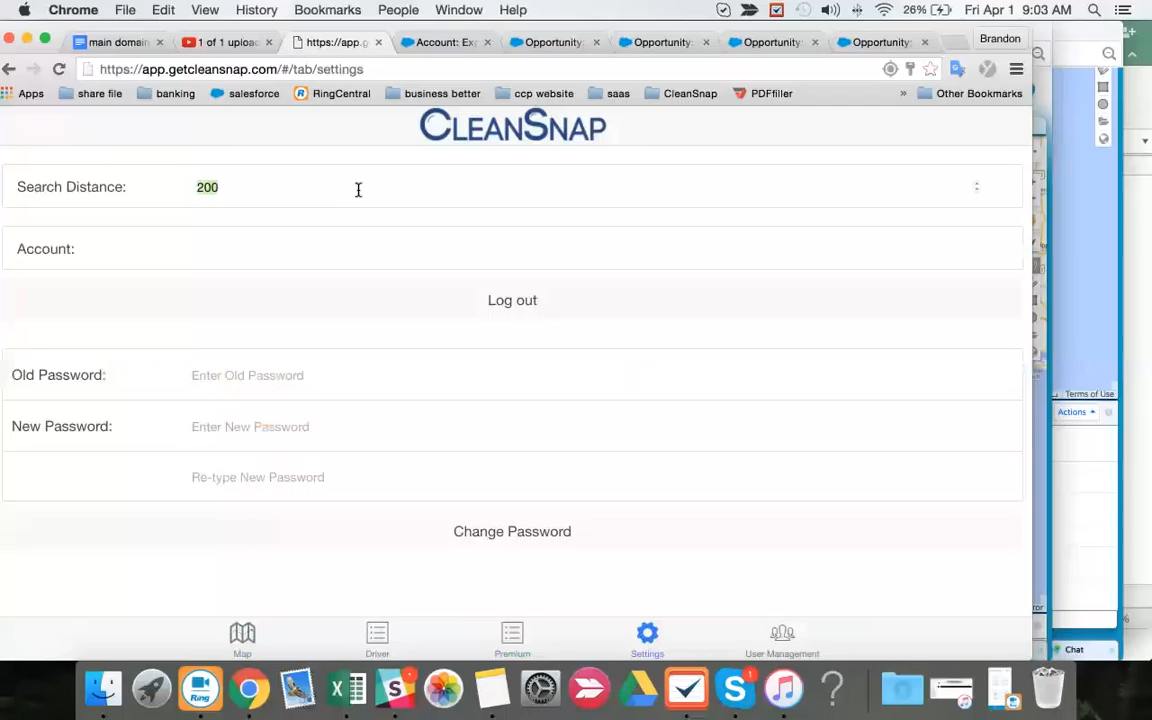 Chrome File Edit View History Bookmarks People Window Help 26% Fri Apr 1 9:03 AM
main domain 1 of 1 uploa https://app.g Account: Ex Opportunity: Opportunity: Opportunity: Opportunity: Brandon
https://app.getcleansnap.com/#/tab/settings
Apps share file banking salesforce RingCentral business better ccp website saas CleanSnap PDFfiller » Other Bookmarks
CLEANSNAP
Search Distance: 200
Account:
Log out
Old Password: Enter Old Password
Terms of Use
Actions
New Password: Enter New Password
Re-type New Password
Change Password
Map Driver Premium Settings User Management
Chat
Ring